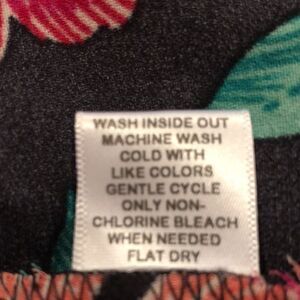 WASH INSIDE OUT
MACHINE WASH
COLD WITH
LIKE COLORS
GENTLE CYCLE
ONLY NON-
CHLORINE BLEACH
WHEN NEEDED
FLAT DRY